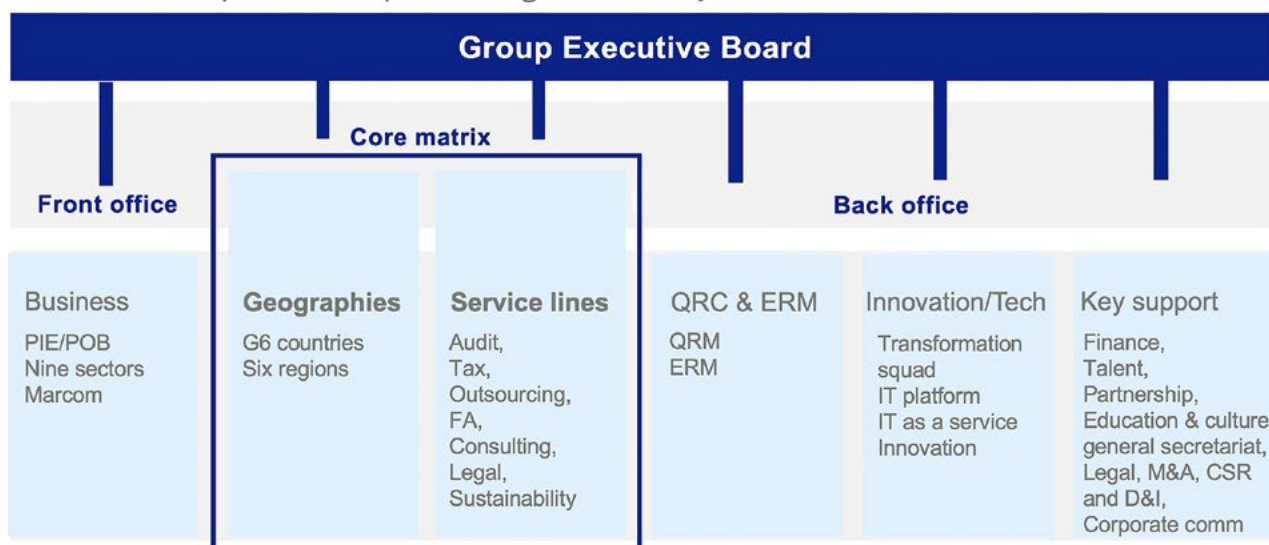 Group Executive Board
Core matrix
Front office
Back office
Business
PIE/POB
Nine sectors
Marcom
Geographies
G6 countries
Six regions
Service lines
Audit,
Tax,
Outsourcing,
FA,
Consulting,
Legal,
Sustainability
QRC & ERM
QRM
ERM
Innovation/Tech
Transformation
squad
IT platform
IT as a service
Innovation
Key support
Finance,
Talent,
Partnership,
Education & culture
general secretariat,
Legal, M&A, CSR
and D&I,
Corporate comm